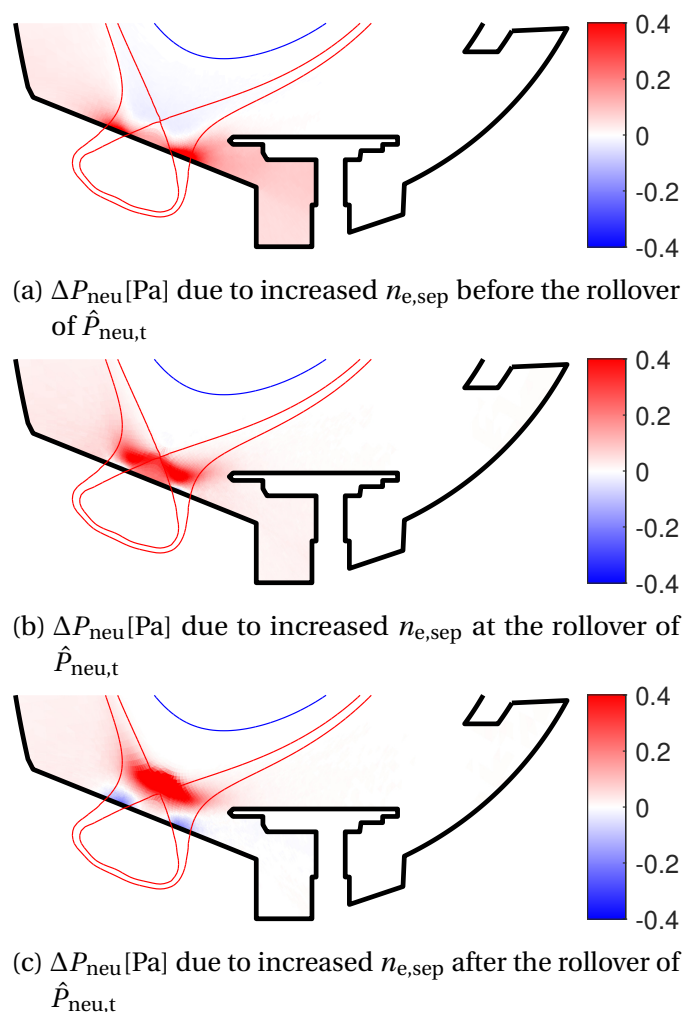 0.4
0.2
0
-0.2
-0.4
(a) ΔP_neu[Pa] due to increased n_e,sep before the rollover
of P̂_neu,t
0.4
0.2
0
-0.2
-0.4
(b) ΔP_neu[Pa] due to increased n_e,sep at the rollover of
P̂_neu,t
0.4
0.2
0
-0.2
-0.4
(c) ΔP_neu[Pa] due to increased n_e,sep after the rollover of
P̂_neu,t